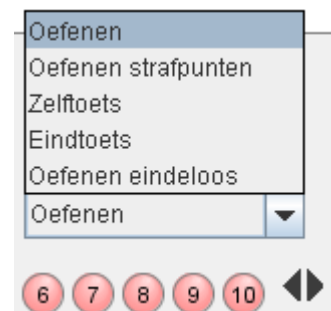 Oefenen
Oefenen strafpunten
Zelftoets
Eindtoets
Oefenen eindeloos
Oefenen
6 7 8 9 10